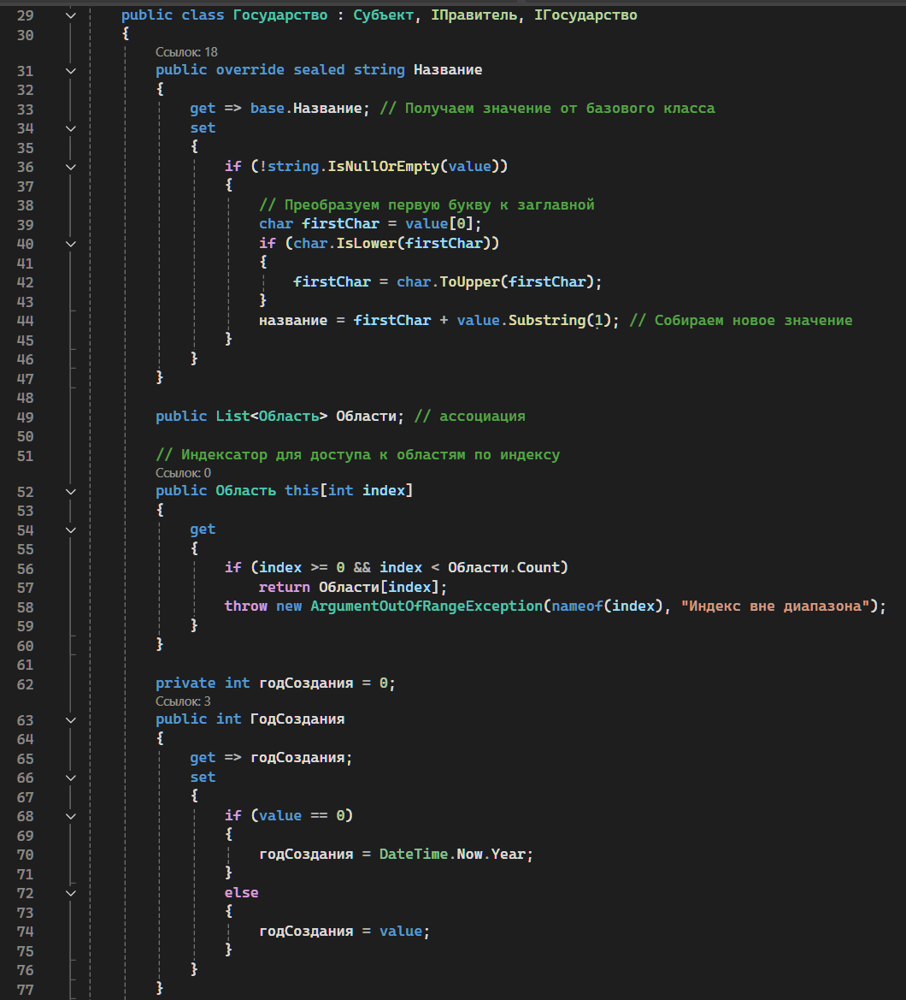 29 public class Государство : Субъект, IПравитель, IГосударство
30 {
Ссылок: 18
31 public override sealed string Название
32 {
33 get => base.Название; // Получаем значение от базового класса
34 set
35 {
36 if (!string.IsNullOrEmpty(value))
37 {
38 // Преобразуем первую букву к заглавной
39 char firstChar = value[0];
40 if (char.IsLower(firstChar))
41 {
42 firstChar = char.ToUpper(firstChar);
43 }
44 название = firstChar + value.Substring(1); // Собираем новое значение
45 }
46 }
47 }
48
49 public List<Область> Области; // ассоциация
50
51 // Индексатор для доступа к областям по индексу
Ссылок: 0
52 public Область this[int index]
53 {
54 get
55 {
56 if (index >= 0 && index < Области.Count)
57 return Области[index];
58 throw new ArgumentOutOfRangeException(nameof(index), "Индекс вне диапазона");
59 }
60 }
61
62 private int годСоздания = 0;
Ссылок: 3
63 public int ГодСоздания
64 {
65 get => годСоздания;
66 set
67 {
68 if (value == 0)
69 {
70 годСоздания = DateTime.Now.Year;
71 }
72 else
73 {
74 годСоздания = value;
75 }
76 }
77 }